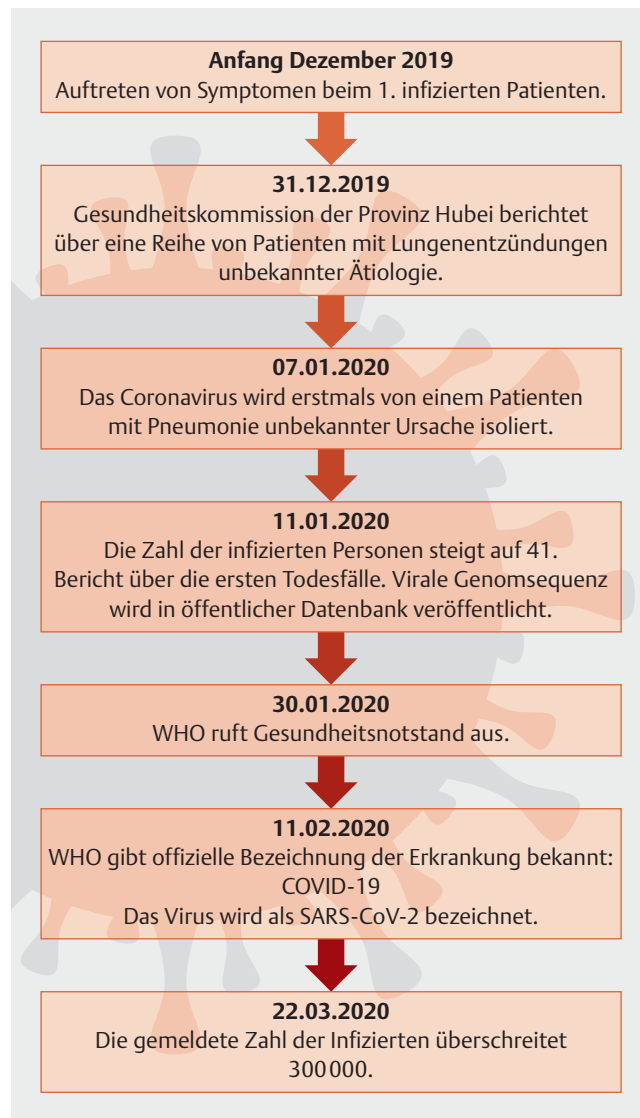 Anfang Dezember 2019
Auftreten von Symptomen beim 1. infizierten Patienten.
31.12.2019
Gesundheitskommission der Provinz Hubei berichtet
über eine Reihe von Patienten mit Lungenentzündungen
unbekannter Ätiologie.
07.01.2020
Das Coronavirus wird erstmals von einem Patienten
mit Pneumonie unbekannter Ursache isoliert.
11.01.2020
Die Zahl der infizierten Personen steigt auf 41.
Bericht über die ersten Todesfälle. Virale Genomsequenz
wird in öffentlicher Datenbank veröffentlicht.
30.01.2020
WHO ruft Gesundheitsnotstand aus.
11.02.2020
WHO gibt offizielle Bezeichnung der Erkrankung bekannt:
COVID-19
Das Virus wird als SARS-CoV-2 bezeichnet.
22.03.2020
Die gemeldete Zahl der Infizierten überschreitet
300 000.